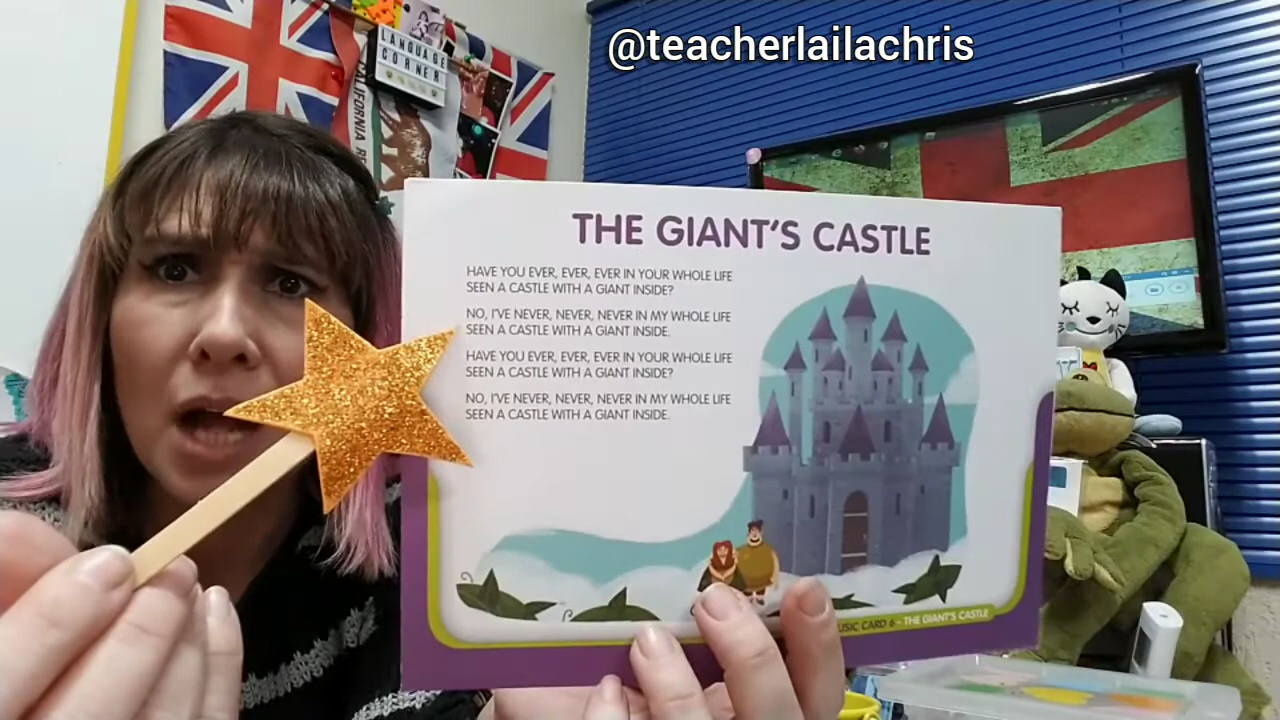 @teacherlailachris
LANGUAGE
CORNER
CALIFORNIA
THE GIANT'S CASTLE
HAVE YOU EVER, EVER, EVER IN YOUR WHOLE LIFE
SEEN A CASTLE WITH A GIANT INSIDE?
NO, I'VE NEVER, NEVER, NEVER IN MY WHOLE LIFE
SEEN A CASTLE WITH A GIANT INSIDE.
HAVE YOU EVER, EVER, EVER IN YOUR WHOLE LIFE
SEEN A CASTLE WITH A GIANT INSIDE?
NO, I'VE NEVER, NEVER, NEVER IN MY WHOLE LIFE
SEEN A CASTLE WITH A GIANT INSIDE.
CARD 6 – THE GIANT'S CASTLE